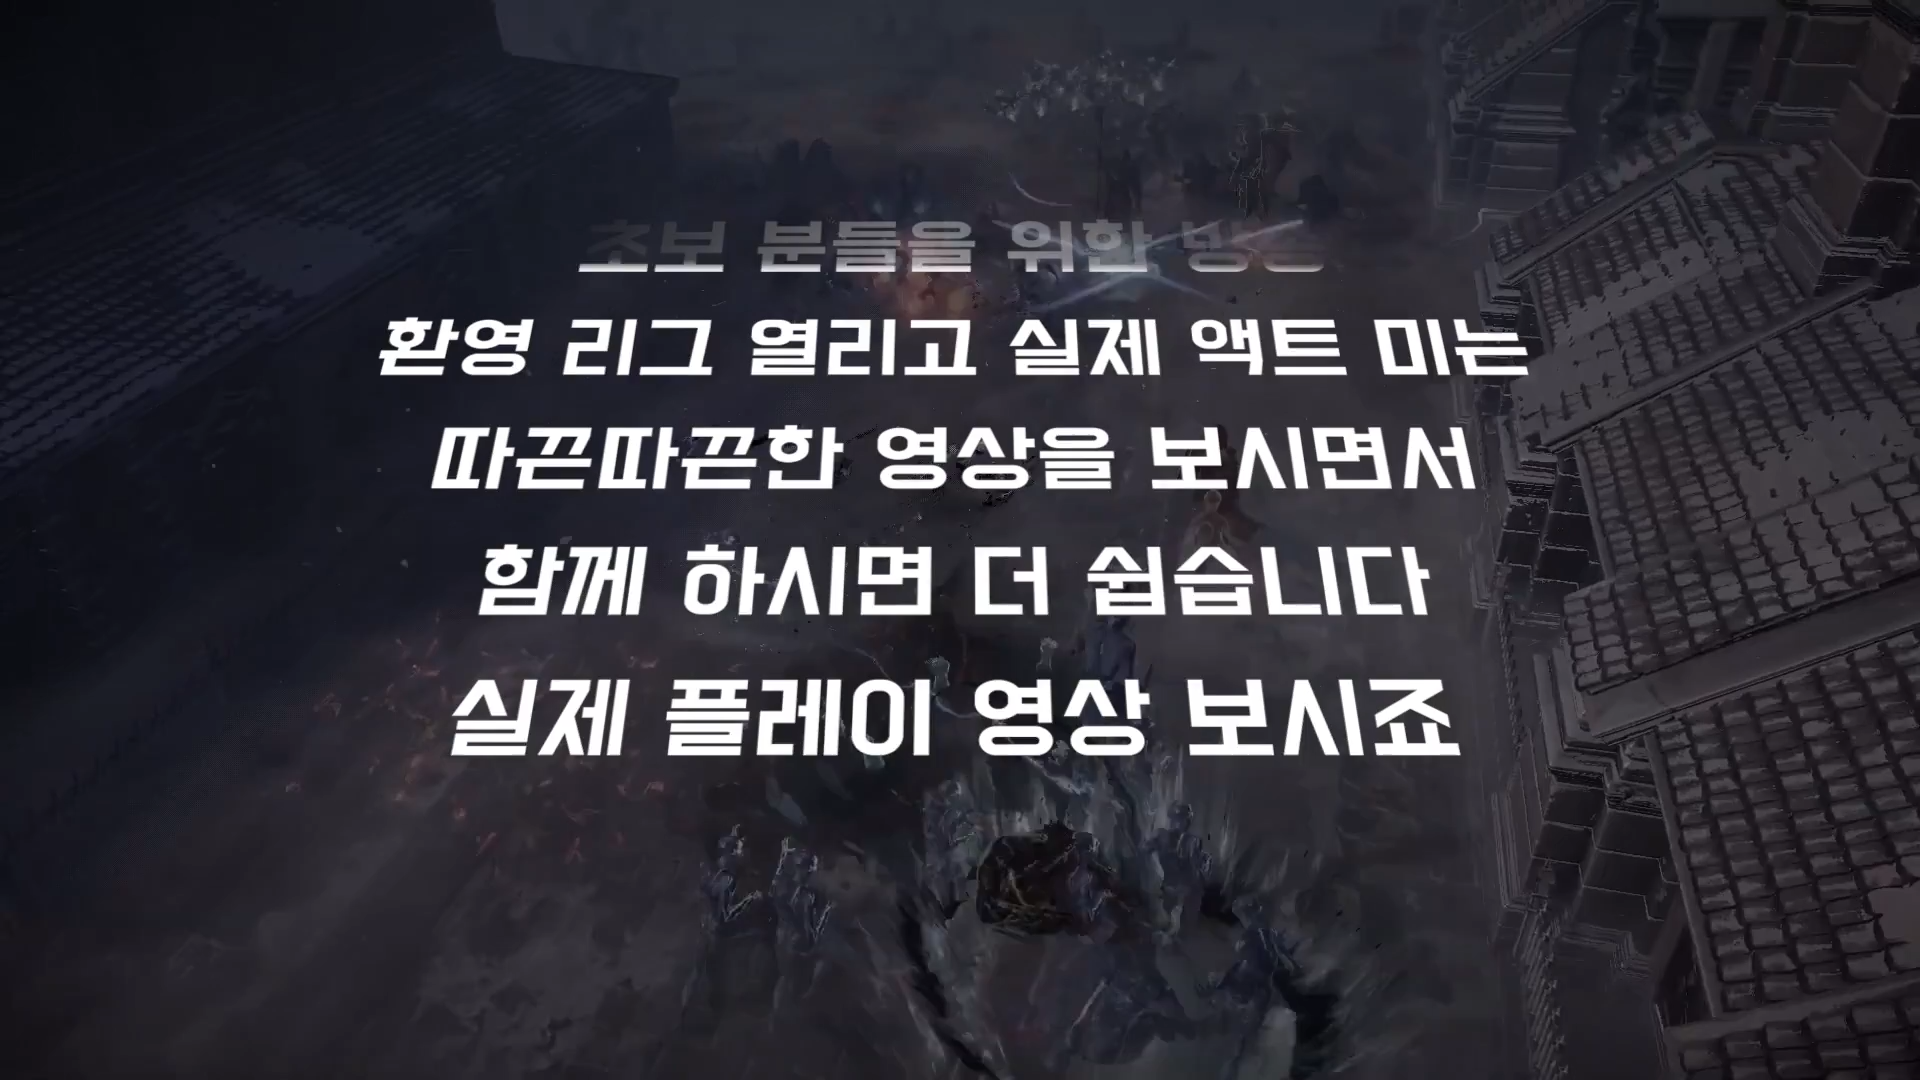 초보 분들을 위한 방송
환영 리그 열리고 실제 액트 미는
따끈따끈한 영상을 보시면서
함께 하시면 더 쉽습니다
실제 플레이 영상 보시죠